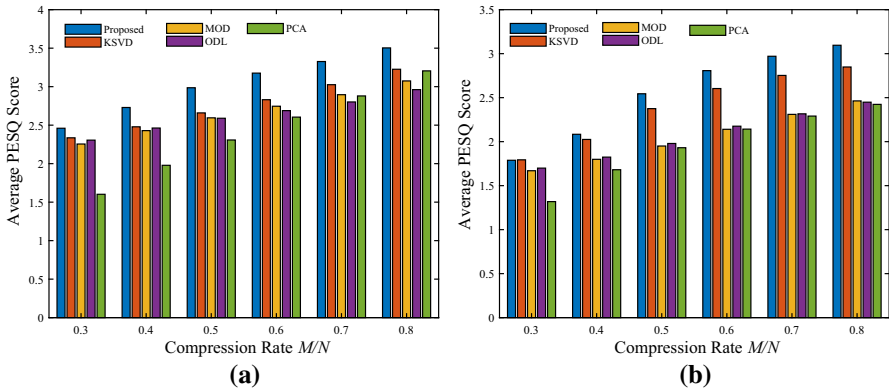 4
3.5
3
2.5
2
1.5
1
0.5
0
Average PESQ Score
Proposed
KSVD
MOD
ODL
PCA
0.3 0.4 0.5 0.6 0.7 0.8
Compression Rate M/N
(a)
3.5
3
2.5
2
1.5
1
0.5
0
Average PESQ Score
Proposed
KSVD
MOD
ODL
PCA
0.3 0.4 0.5 0.6 0.7 0.8
Compression Rate M/N
(b)